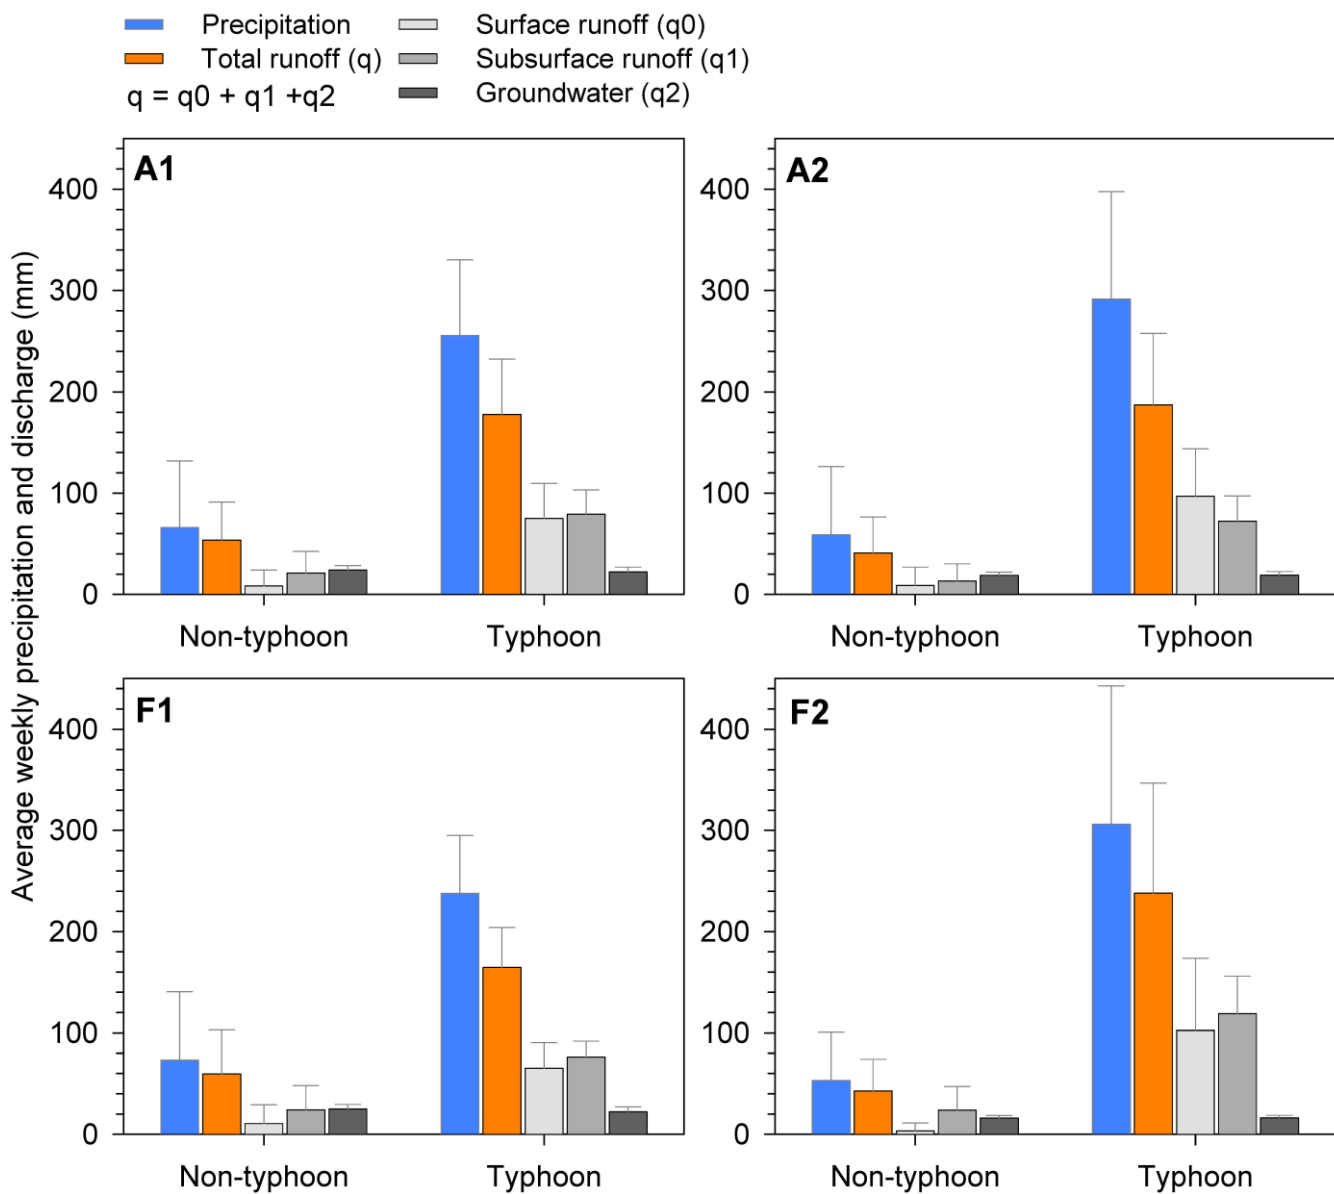 Precipitation
Total runoff (q)
q = q0 + q1 +q2
Surface runoff (q0)
Subsurface runoff (q1)
Groundwater (q2)
Average weekly precipitation and discharge (mm)
A1
400
300
200
100
0
Non-typhoon Typhoon
A2
400
300
200
100
0
Non-typhoon Typhoon
F1
400
300
200
100
0
Non-typhoon Typhoon
F2
400
300
200
100
0
Non-typhoon Typhoon